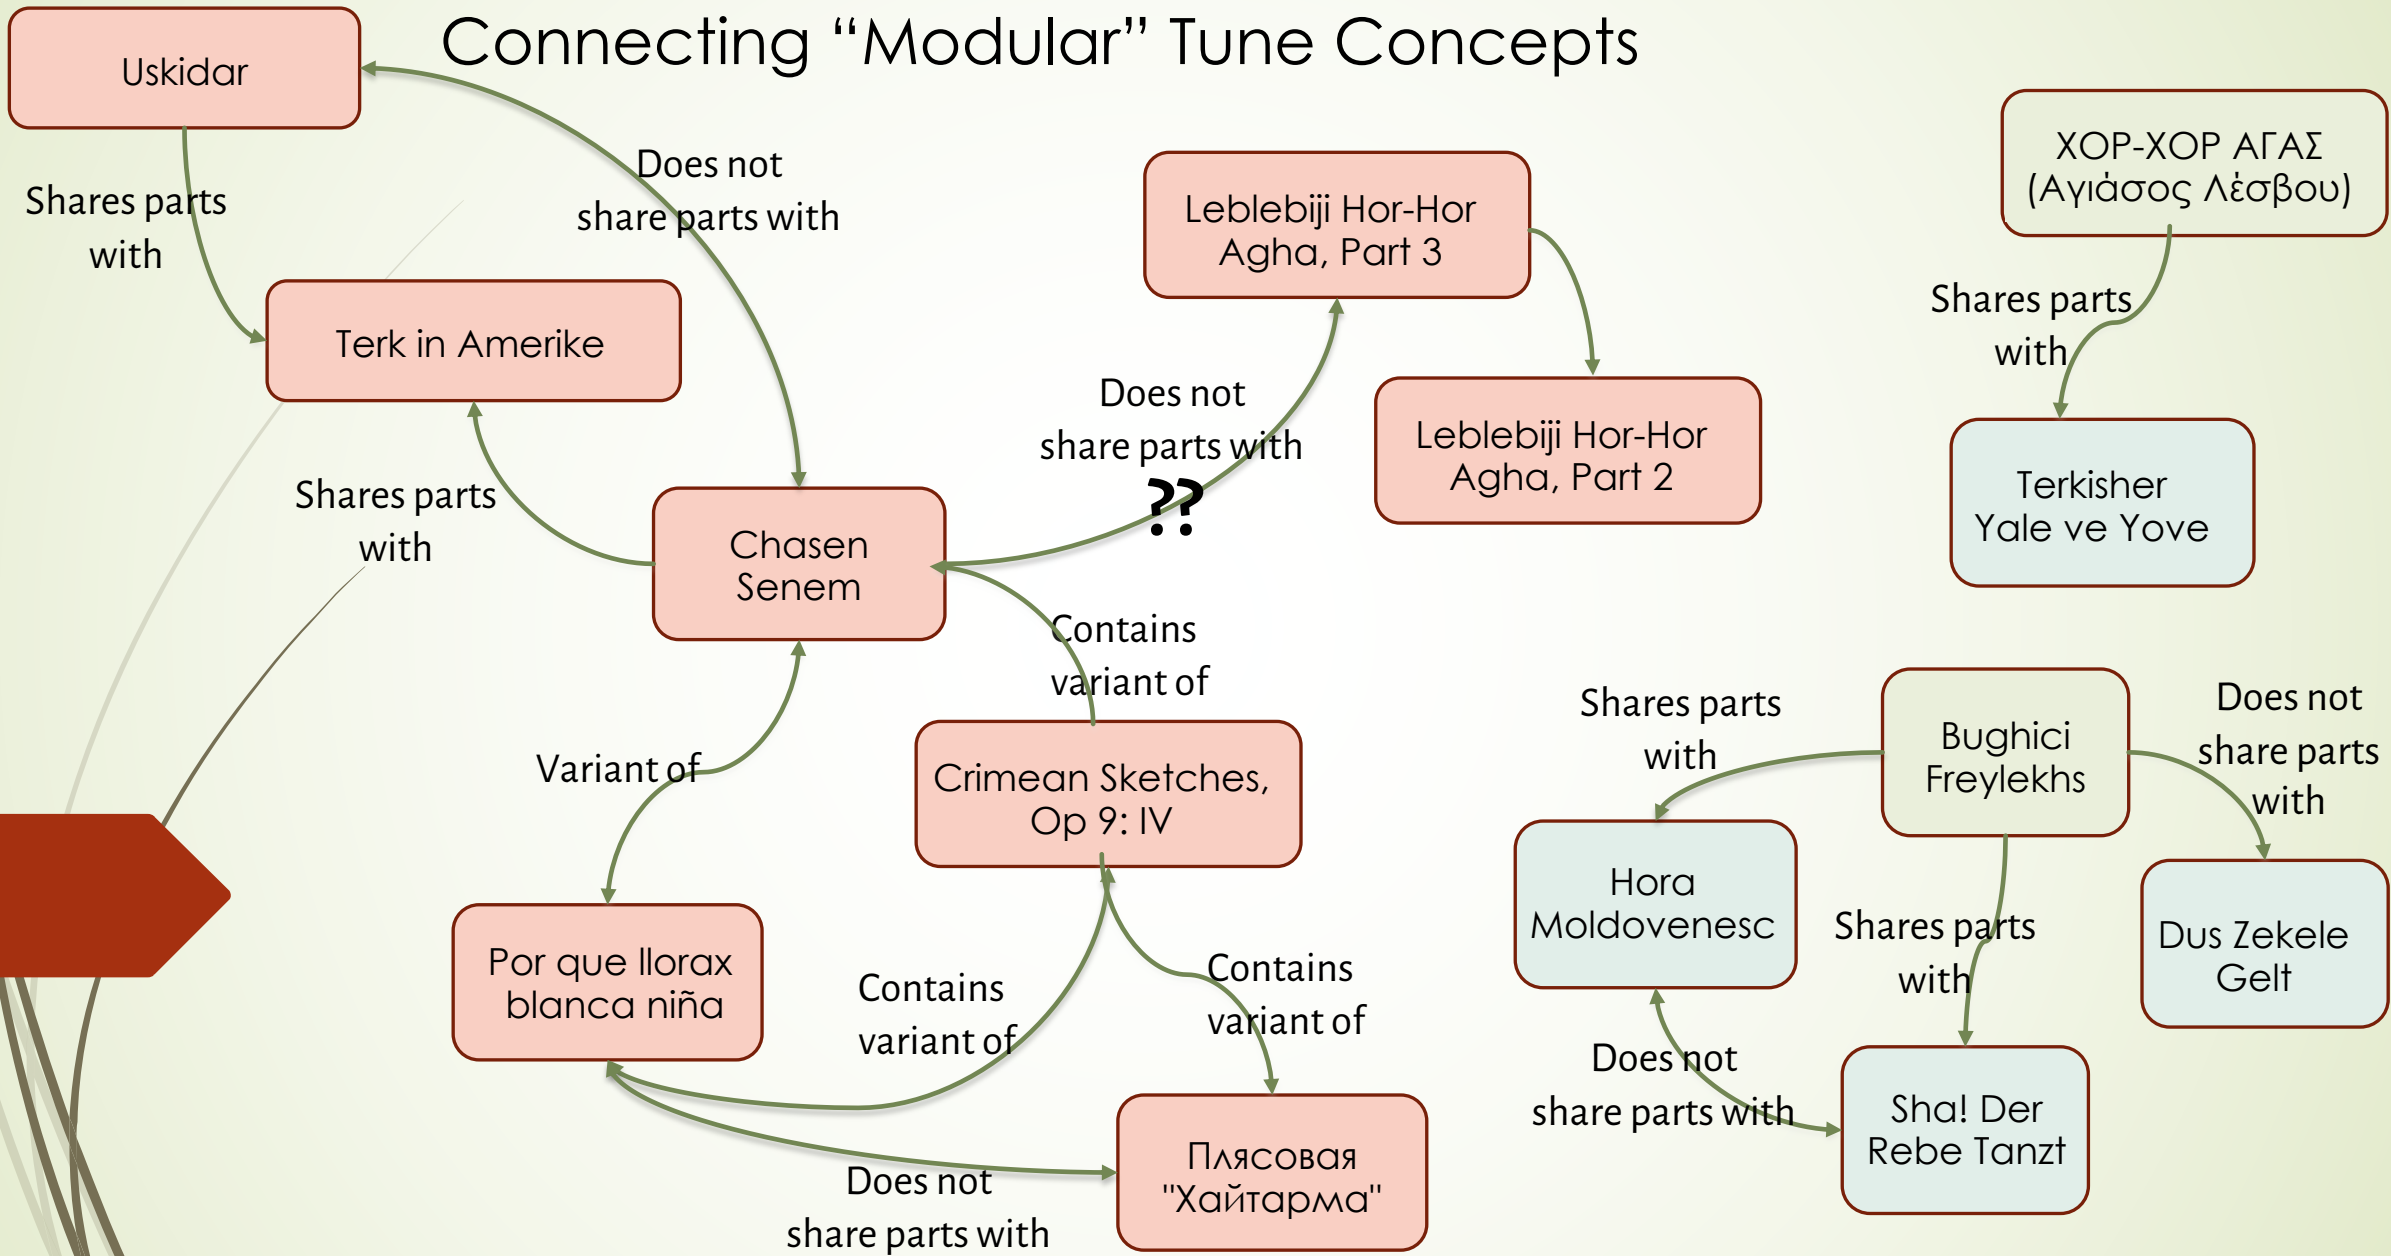 Connecting “Modular” Tune Concepts
Uskidar
Shares parts
with
Does not
share parts with
Terk in Amerike
Shares parts
with
Chasen
Senem
Leblebiji Hor-Hor
Agha, Part 3
Does not
share parts with
??
Leblebiji Hor-Hor
Agha, Part 2
Contains
variant of
Variant of
Crimean Sketches,
Op 9: IV
Por que llorax
blanca niña
Contains
variant of
Contains
variant of
Does not
share parts with
Плясовая
"Хайтарма"
ΧΟΡ-ΧΟΡ ΑΓΑΣ
(Αγιάσος Λέσβου)
Shares parts
with
Terkisher
Yale ve Yove
Bughici
Freylekhs
Shares parts
with
Does not
share parts
with
Hora
Moldovenesc
Shares parts
with
Dus Zekele
Gelt
Does not
share parts with
Sha! Der
Rebe Tanzt